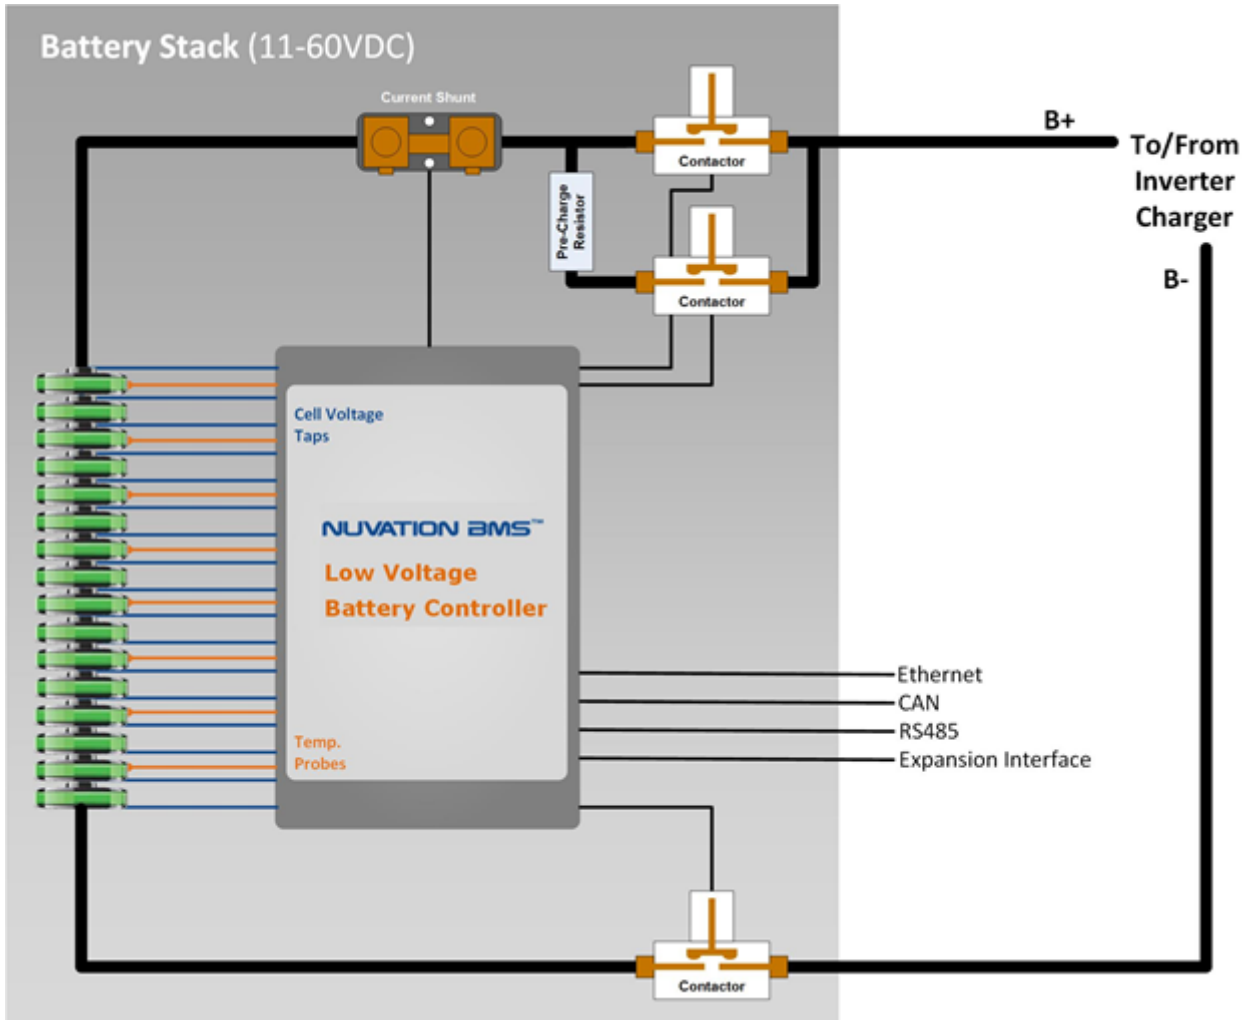 Battery Stack (11-60VDC)
Current Shunt
B+
Contactor
To/From
Inverter
Charger
Pre-Charge
Resistor
Contactor
B-
Cell Voltage
Taps
NUVATION BMS™
Low Voltage
Battery Controller
Ethernet
CAN
RS485
Expansion Interface
Temp.
Probes
Contactor